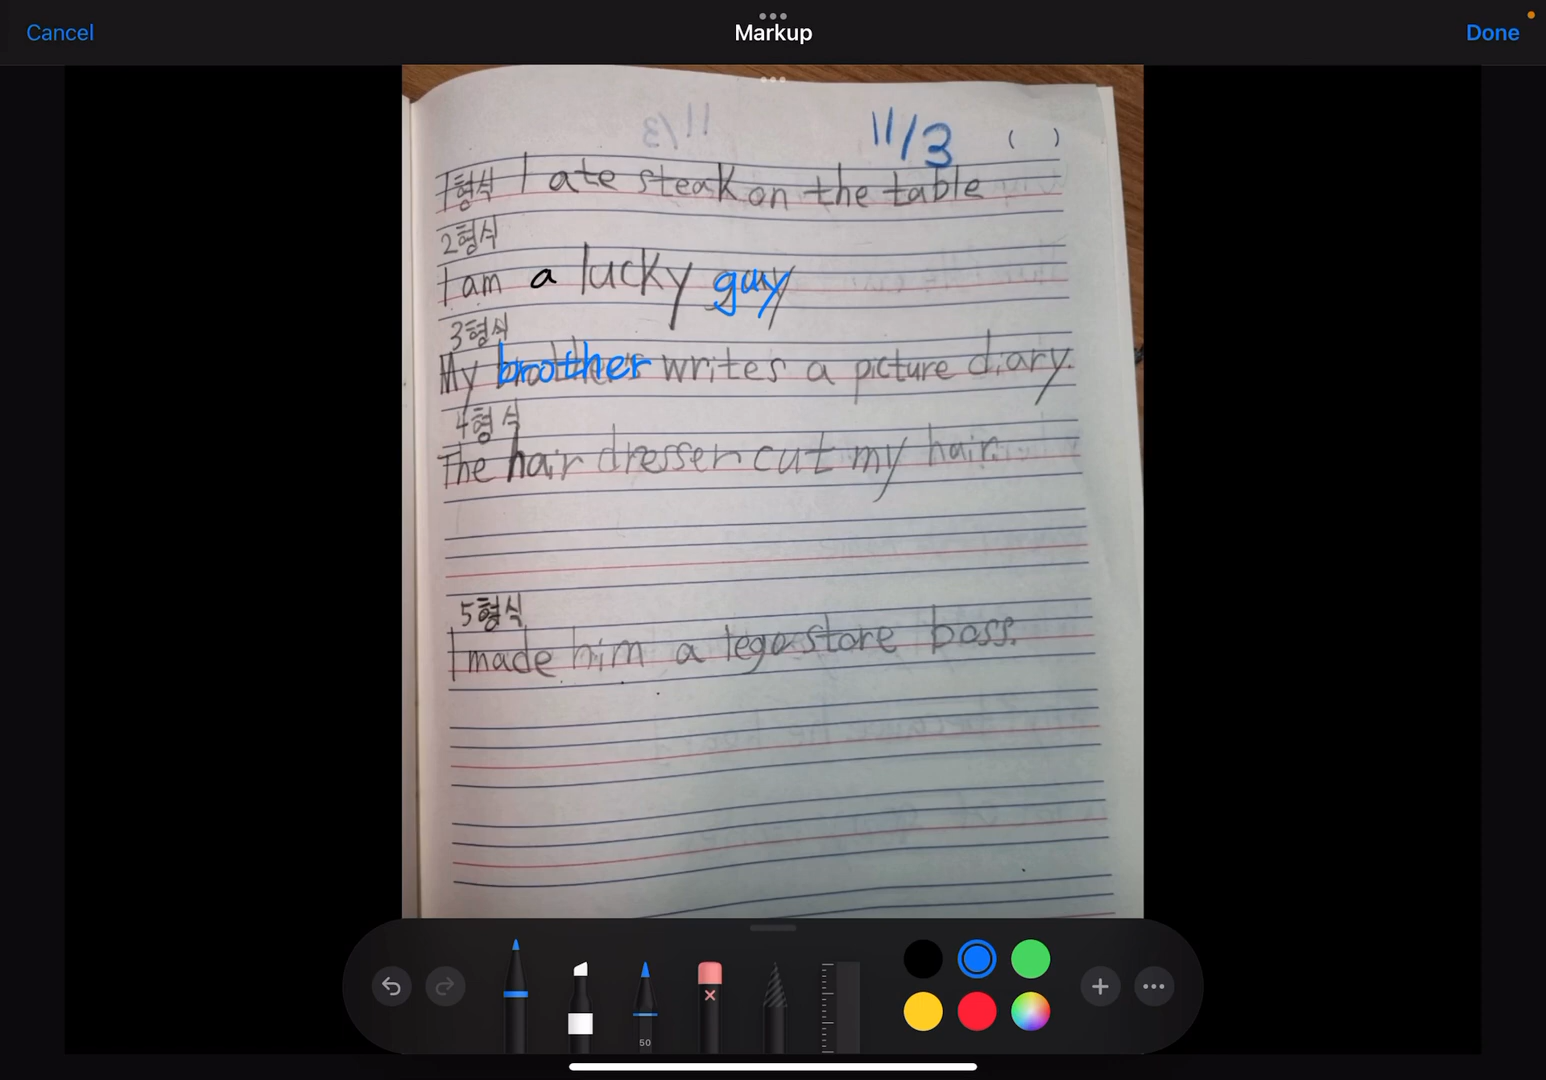 Cancel
Markup
Done
11/3 ( )
1형식 I ate steak on the table
2형식
I am a lucky guy
3형식
My brother writes a picture diary.
4형식
The hair dresser cut my hair.
5형식
I made him a lego store boss.
50